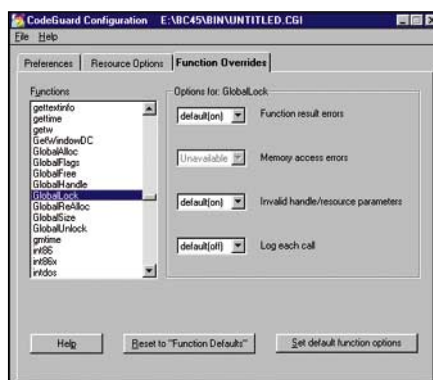 CodeGuard Configuration E:\BC45\BIN\UNTITLED.CGI
File Help
Preferences Resource Options Function Overrides
Functions
gettextinfo
gettime
getw
GetWindowDC
GlobalAlloc
GlobalFlags
GlobalFree
GlobalHandle
GlobalLock
GlobalReAlloc
GlobalSize
GlobalUnlock
gmtime
int86
int86x
intdos
Options for: GlobalLock
default(on) Function result errors
Unavailable Memory access errors
default(on) Invalid handle/resource parameters
default(off) Log each call
Help Reset to "Function Defaults" Set default function options